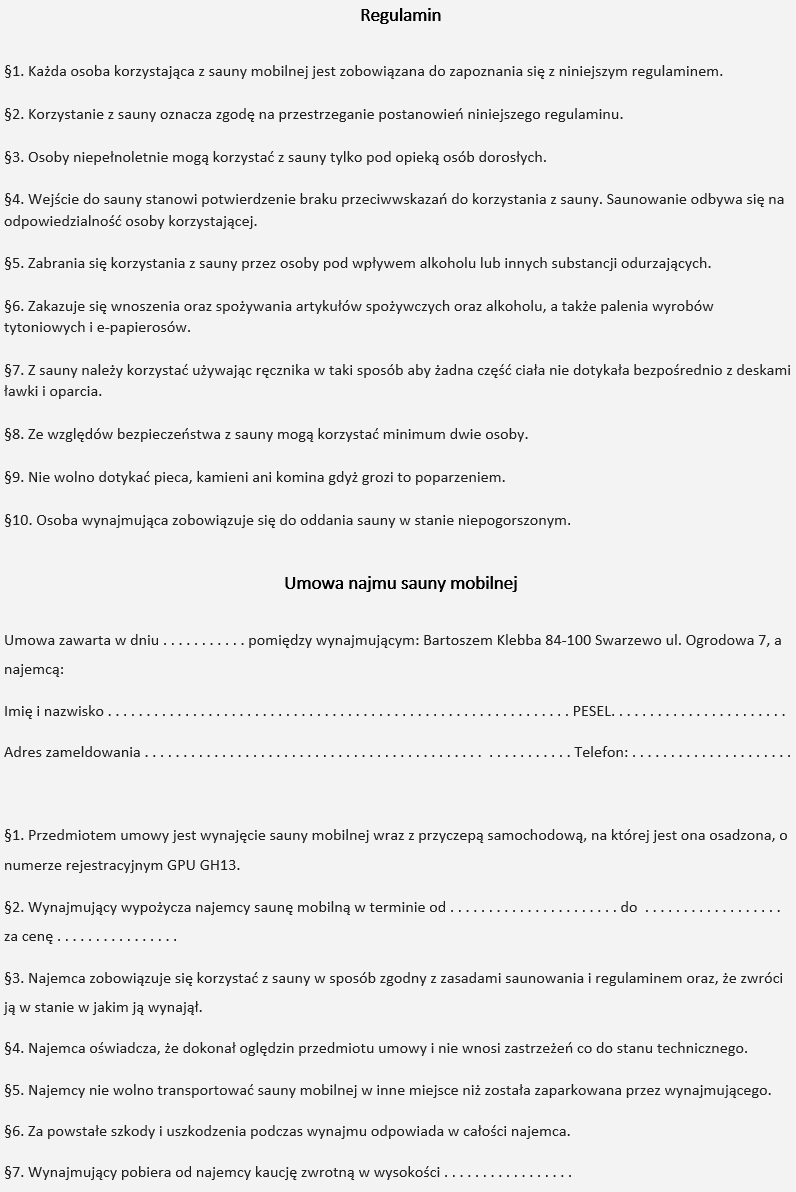 Regulamin
§1. Każda osoba korzystająca z sauny mobilnej jest zobowiązana do zapoznania się z niniejszym regulaminem.
§2. Korzystanie z sauny oznacza zgodę na przestrzeganie postanowień niniejszego regulaminu.
§3. Osoby niepełnoletnie mogą korzystać z sauny tylko pod opieką osób dorosłych.
§4. Wejście do sauny stanowi potwierdzenie braku przeciwwskazań do korzystania z sauny. Saunowanie odbywa się na
odpowiedzialność osoby korzystającej.
§5. Zabrania się korzystania z sauny przez osoby pod wpływem alkoholu lub innych substancji odurzających.
§6. Zakazuje się wnoszenia oraz spożywania artykułów spożywczych oraz alkoholu, a także palenia wyrobów
tytoniowych i e-papierosów.
§7. Z sauny należy korzystać używając ręcznika w taki sposób aby żadna część ciała nie dotykała bezpośrednio z deskami
ławki i oparcia.
§8. Ze względów bezpieczeństwa z sauny mogą korzystać minimum dwie osoby.
§9. Nie wolno dotykać pieca, kamieni ani komina gdyż grozi to poparzeniem.
§10. Osoba wynajmująca zobowiązuje się do oddania sauny w stanie niepogorszonym.
Umowa najmu sauny mobilnej
Umowa zawarta w dniu . . . . . . . . . . . pomiędzy wynajmującym: Bartoszem Klebba 84-100 Swarzewo ul. Ogrodowa 7, a
najemcą:
Imię i nazwisko . . . . . . . . . . . . . . . . . . . . . . . . . . . . . . . . . . . . . . . . . . . . . . . . . . . . . . . . . . . . PESEL. . . . . . . . . . . . . . . . . . . . . . .
Adres zameldowania . . . . . . . . . . . . . . . . . . . . . . . . . . . . . . . . . . . . . . . . . . . .  . . . . . . . . . . . Telefon: . . . . . . . . . . . . . . . . . . . . .
§1. Przedmiotem umowy jest wynajęcie sauny mobilnej wraz z przyczepą samochodową, na której jest ona osadzona, o
numerze rejestracyjnym GPU GH13.
§2. Wynajmujący wypożycza najemcy saunę mobilną w terminie od . . . . . . . . . . . . . . . . . . . . . . do . . . . . . . . . . . . . . . . . .
za cenę . . . . . . . . . . . . . . . .
§3. Najemca zobowiązuje się korzystać z sauny w sposób zgodny z zasadami saunowania i regulaminem oraz, że zwróci
ją w stanie w jakim ją wynajął.
§4. Najemca oświadcza, że dokonał oględzin przedmiotu umowy i nie wnosi zastrzeżeń co do stanu technicznego.
§5. Najemcy nie wolno transportować sauny mobilnej w inne miejsce niż została zaparkowana przez wynajmującego.
§6. Za powstałe szkody i uszkodzenia podczas wynajmu odpowiada w całości najemca.
§7. Wynajmujący pobiera od najemcy kaucję zwrotną w wysokości . . . . . . . . . . . . . . . . .